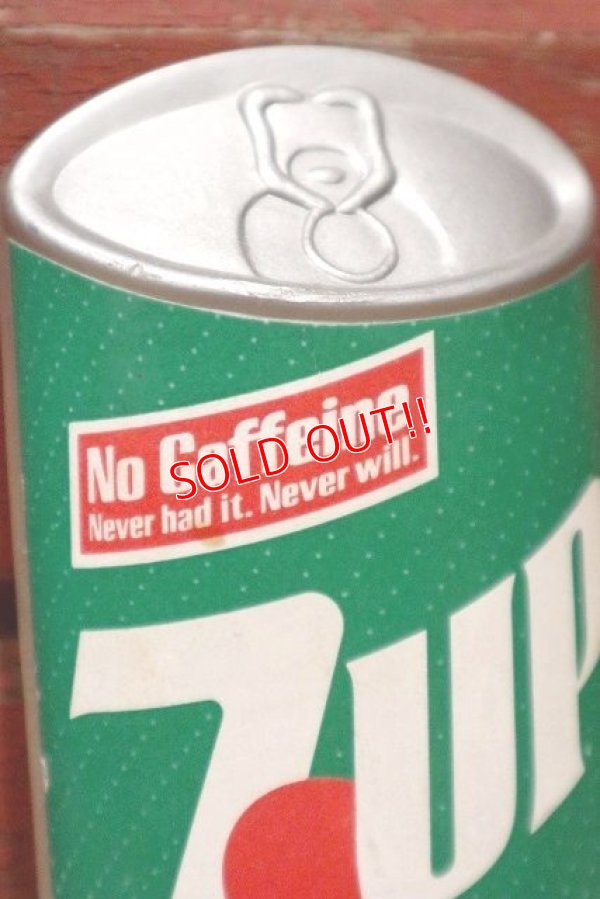 No Caffeine
SOLD OUT!!
Never had it. Never will.
7UP